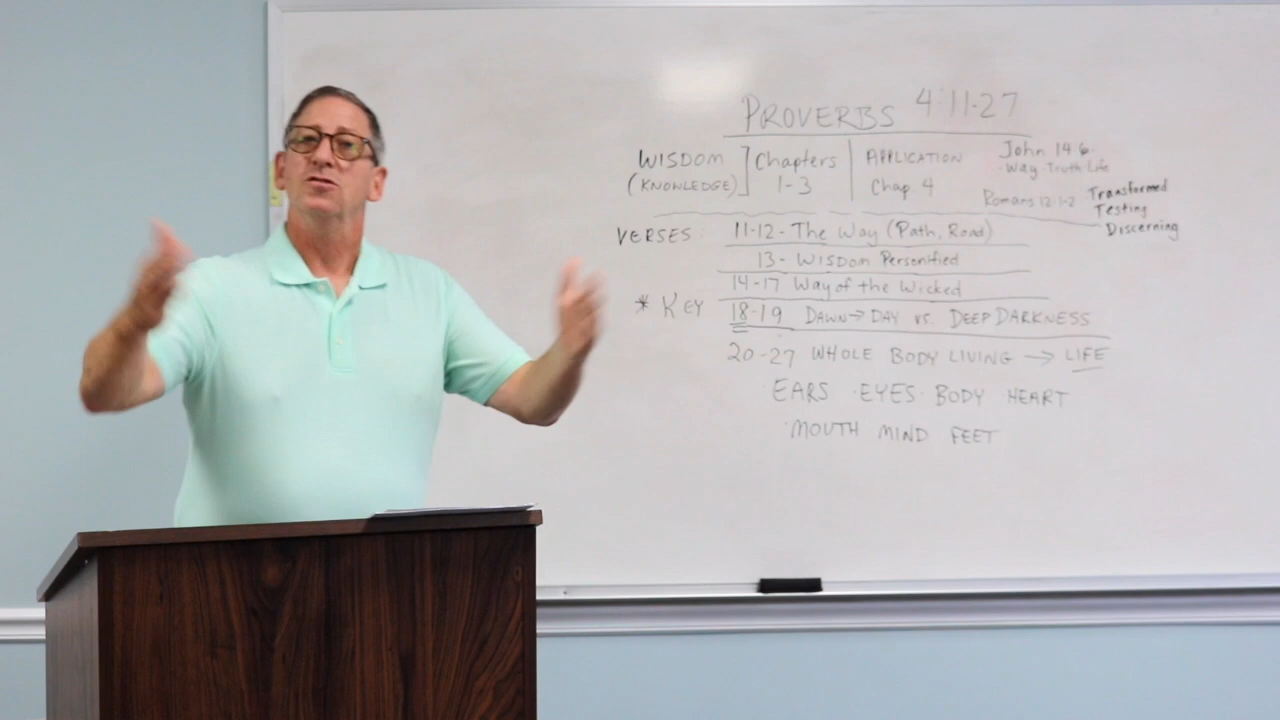 PROVERBS 4:11-27
WISDOM
(KNOWLEDGE)
Chapters
1-3
APPLICATION
Chap 4
John 14:6
·Way·Truth Life
Romans 12:1-2
Transformed
Testing
Discerning
VERSES
11-12 - The Way (Path, Road)
13 - WISDOM Personified
14-17 Way of the Wicked
* KEY 18-19 DAWN→DAY vs. DEEP DARKNESS
20-27 WHOLE BODY LIVING → LIFE
·EARS ·EYES·BODY·HEART
·MOUTH MIND FEET